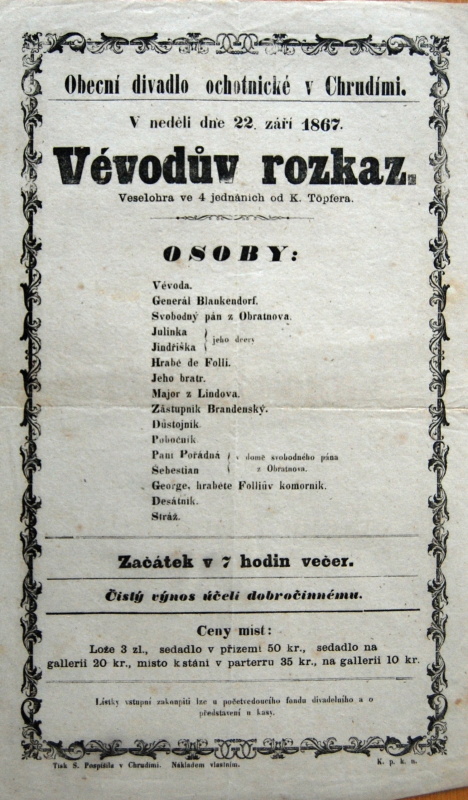 Obecní divadlo ochotnické v Chrudími.
V neděli dne 22. září 1867.
Vévodův rozkaz.
Veselohra ve 4 jednáních od K. Töpfera.
OSOBY:
Vévoda.
Generál Blankendorf.
Svobodný pán z Obratnova.
Julinka
Jindřiška
jeho dcery
Hrabě de Folli.
Jeho bratr.
Major z Lindova.
Zástupník Brandenský.
Důstojník.
Pobočník.
Paní Pořádná
Šebestian
v domě svobodného pána
z Obratnova.
George, hraběte Folliův komorník.
Desátník.
Stráž.
Začátek v 7 hodin večer.
Čistý výnos účeli dobročinnému.
Ceny míst:
Lože 3 zl., sedadlo v přízemí 50 kr., sedadlo na
gallerii 20 kr., místo k stání v parterru 35 kr., na gallerii 10 kr.
Lístky vstupní zakoupiti lze u početvedoucího fondu divadelního a o
představení u kasy.
Tisk S. Pospíšila v Chrudími. Nákladem vlastním.
K. p. k. n.